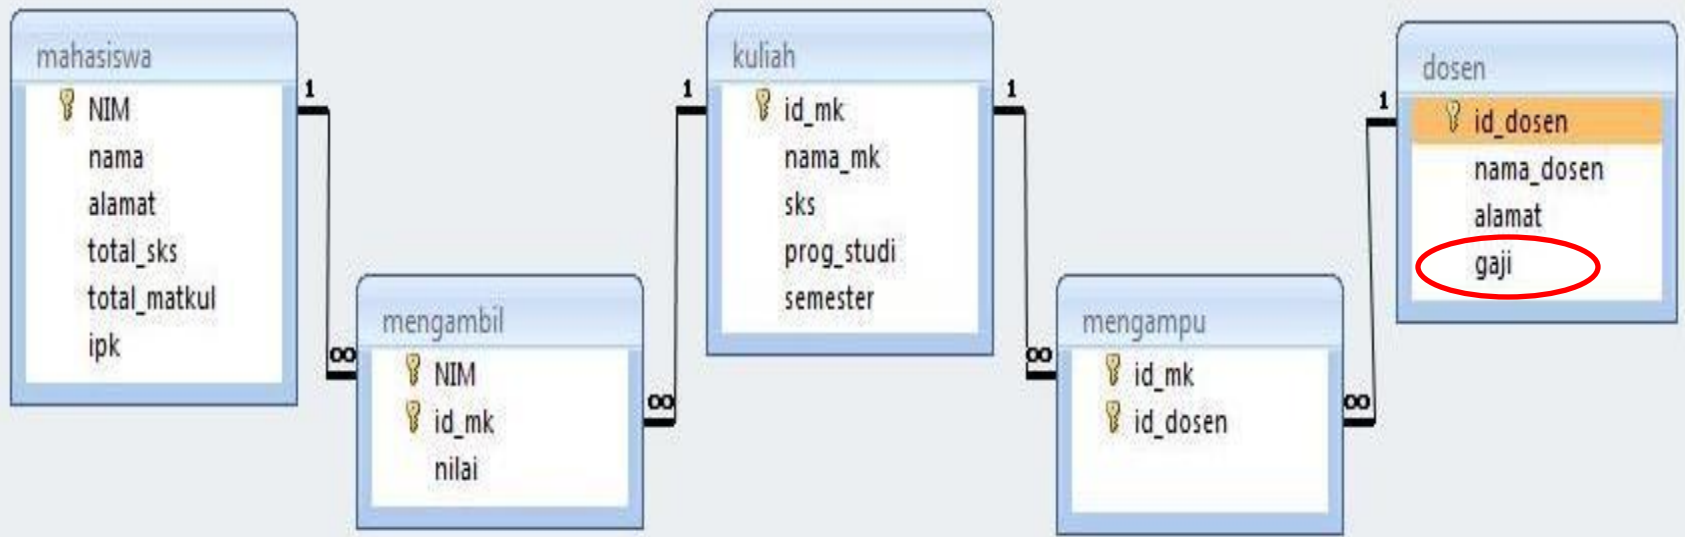 mahasiswa
NIM
nama
alamat
total_sks
total_matkul
ipk
1
∞
mengambil
NIM
id_mk
nilai
1
∞
kuliah
id_mk
nama_mk
sks
prog_studi
semester
1
∞
mengampu
id_mk
id_dosen
1
∞
dosen
id_dosen
nama_dosen
alamat
gaji